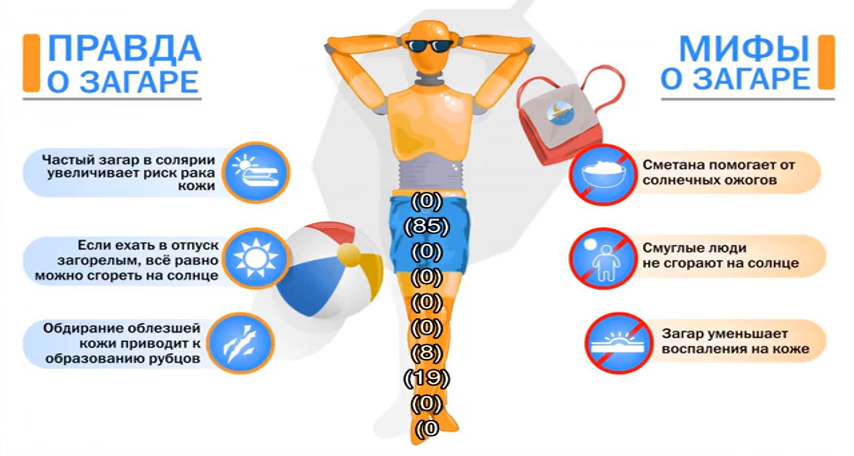 ПРАВДА
О ЗАГАРЕ
Частый загар в солярии
увеличивает риск рака
кожи
Если ехать в отпуск
загорелым, всё равно
можно сгореть на солнце
Обдирание облезшей
кожи приводит к
образованию рубцов
(0)
(85)
(0)
(0)
(0)
(0)
(8)
(19)
(0)
(0
МИФЫ
О ЗАГАРЕ
Сметана помогает от
солнечных ожогов
Смуглые люди
не сгорают на солнце
Загар уменьшает
воспаления на коже